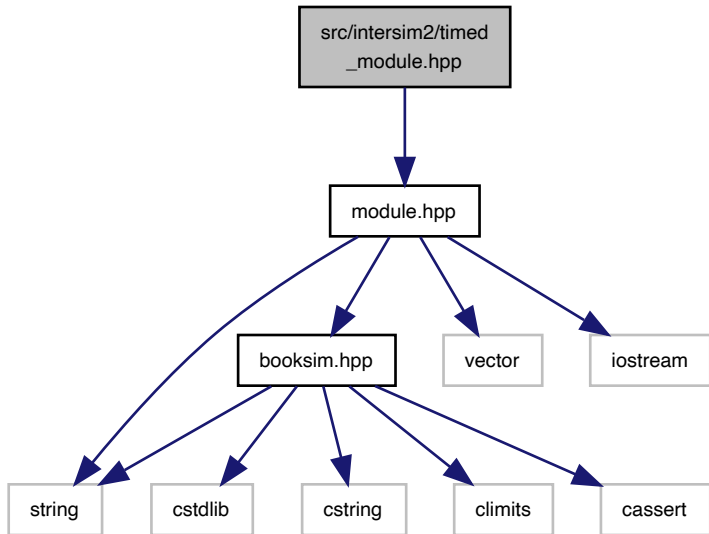 src/intersim2/timed
_module.hpp
module.hpp
booksim.hpp
vector
iostream
string
cstdlib
cstring
climits
cassert